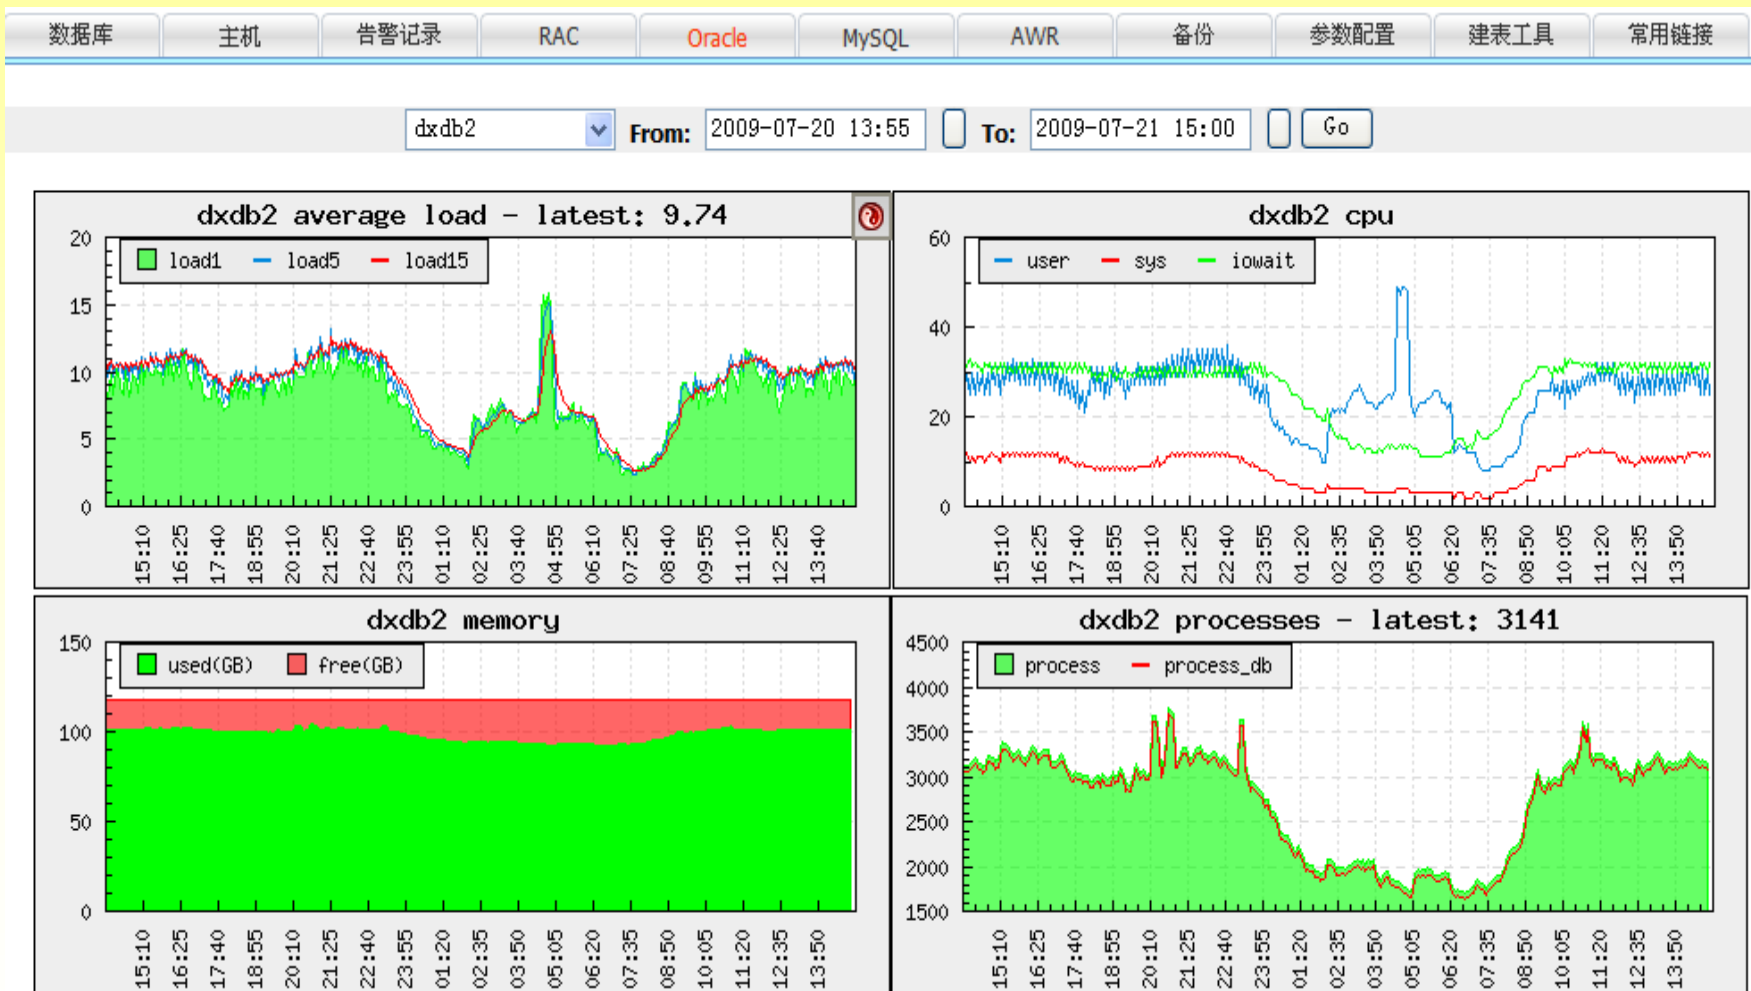 数据库 主机 告警记录 RAC Oracle MySQL AWR 备份 参数配置 建表工具 常用链接
dxdb2 From: 2009-07-20 13:55 To: 2009-07-21 15:00 Go
dxdb2 average load - latest: 9.74
load1 load5 load15
20
15
10
5
0
15:10 16:25 17:40 18:55 20:10 21:25 22:40 23:55 01:10 02:25 03:40 04:55 06:10 07:25 08:40 09:55 11:10 12:25 13:40
dxdb2 cpu
user sys iowait
60
40
20
0
15:10 16:25 17:40 18:55 20:10 21:25 22:40 23:55 01:20 02:35 03:50 05:05 06:20 07:35 08:50 10:05 11:20 12:35 13:50
dxdb2 memory
used(GB) free(GB)
150
100
50
0
15:10 16:25 17:40 18:55 20:10 21:25 22:40 23:55 01:20 02:35 03:50 05:05 06:20 07:35 08:50 10:05 11:20 12:35 13:50
dxdb2 processes - latest: 3141
process process_db
4500
4000
3500
3000
2500
2000
1500
15:10 16:25 17:40 18:55 20:10 21:25 22:40 23:55 01:20 02:35 03:50 05:05 06:20 07:35 08:50 10:05 11:20 12:35 13:50